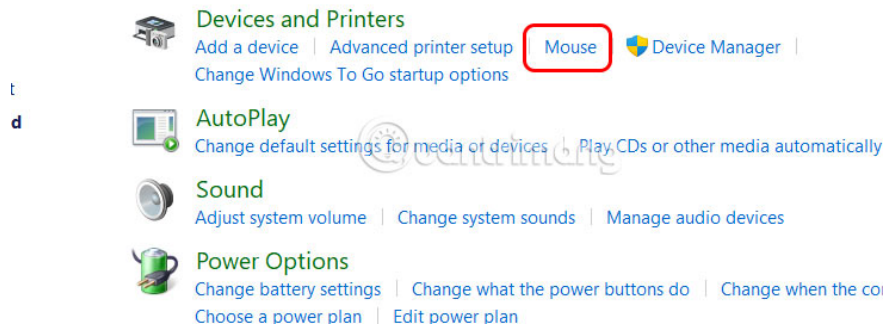 Devices and Printers
Add a device Advanced printer setup Mouse Device Manager
Change Windows To Go startup options
t
d
AutoPlay
Change default settings for media or devices Play CDs or other media automatically
uantrimang
Sound
Adjust system volume Change system sounds Manage audio devices
Power Options
Change battery settings Change what the power buttons do Change when the co
Choose a power plan Edit power plan